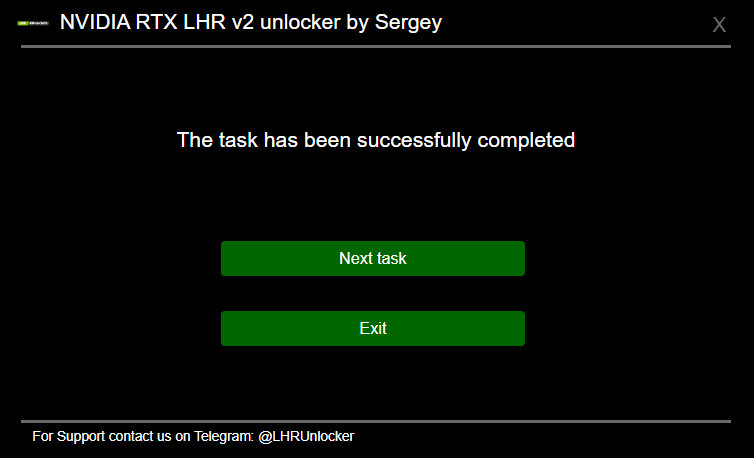 NVIDIA RTX LHR v2 unlocker by Sergey
X
The task has been successfully completed
Next task
Exit
For Support contact us on Telegram: @LHRUnlocker